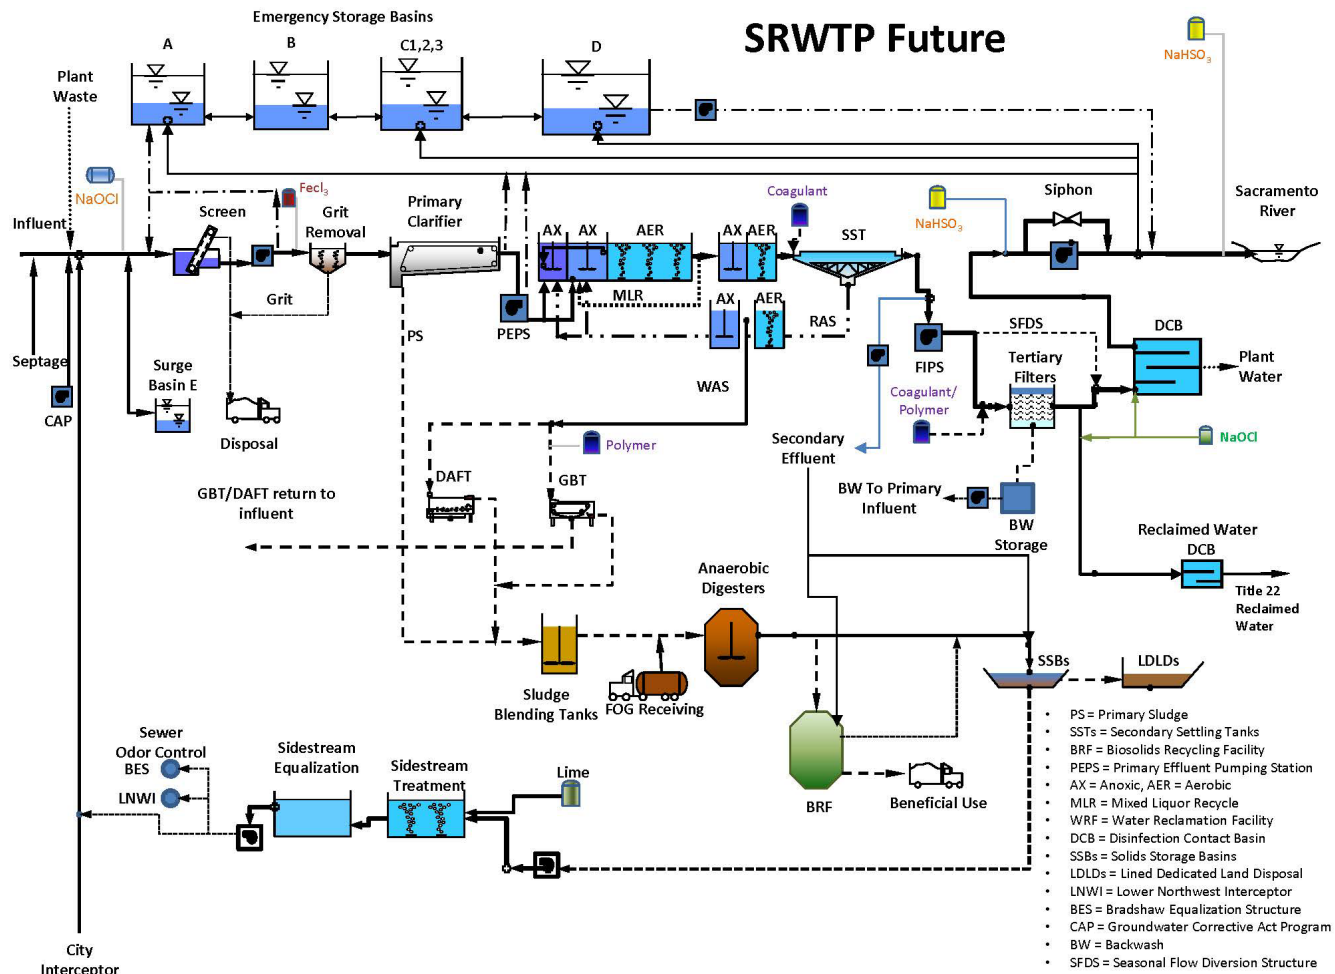 Emergency Storage Basins
SRWTP Future
A
B
C1,2,3
D
NaHSO3
Plant
Waste
NaOCl
Screen
Fecl3
Grit
Removal
Primary
Clarifier
Influent
AX
AX
AER
AX
AER
Coagulant
SST
NaHSO3
Siphon
Sacramento
River
Grit
PS
PEPS
MLR
AX
AER
RAS
WAS
FIPS
SFDS
DCB
Plant
Water
Septage
CAP
Surge
Basin E
Disposal
Tertiary
Filters
Coagulant/
Polymer
NaOCl
Secondary
Effluent
Polymer
DAFT
GBT
GBT/DAFT return to
influent
BW To Primary
Influent
BW
Storage
Reclaimed Water
DCB
Title 22
Reclaimed
Water
Anaerobic
Digesters
Sludge
Blending Tanks
FOG Receiving
SSBs
LDLDs
BRF
Beneficial Use
Sewer
Odor Control
BES
LNWI
Sidestream
Equalization
Sidestream
Treatment
Lime
City
Interceptor
• PS = Primary Sludge
• SSTs = Secondary Settling Tanks
• BRF = Biosolids Recycling Facility
• PEPS = Primary Effluent Pumping Station
• AX = Anoxic, AER = Aerobic
• MLR = Mixed Liquor Recycle
• WRF = Water Reclamation Facility
• DCB = Disinfection Contact Basin
• SSBs = Solids Storage Basins
• LDLDs = Lined Dedicated Land Disposal
• LNWI = Lower Northwest Interceptor
• BES = Bradshaw Equalization Structure
• CAP = Groundwater Corrective Act Program
• BW = Backwash
• SFDS = Seasonal Flow Diversion Structure